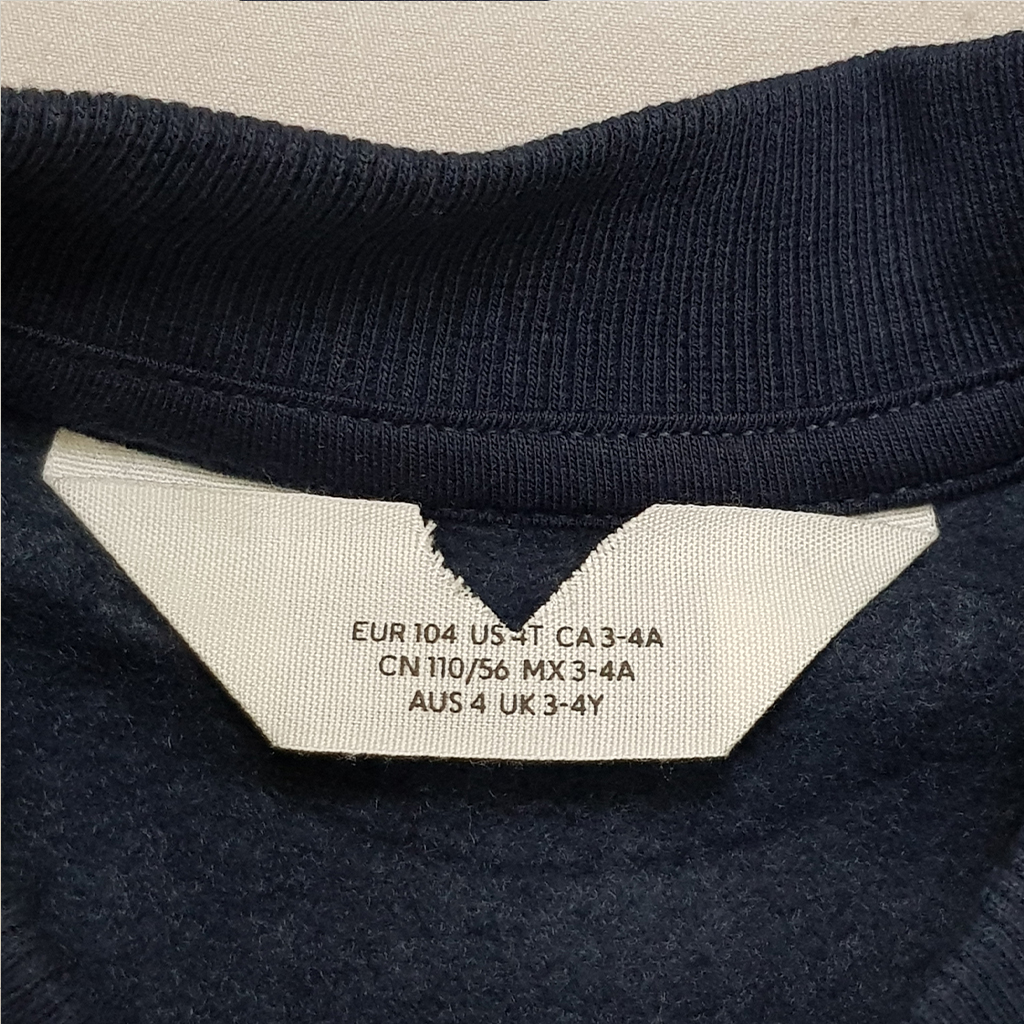 EUR 104 US 4T CA 3-4A
CN 110/56 MX 3-4A
AUS 4 UK 3-4Y